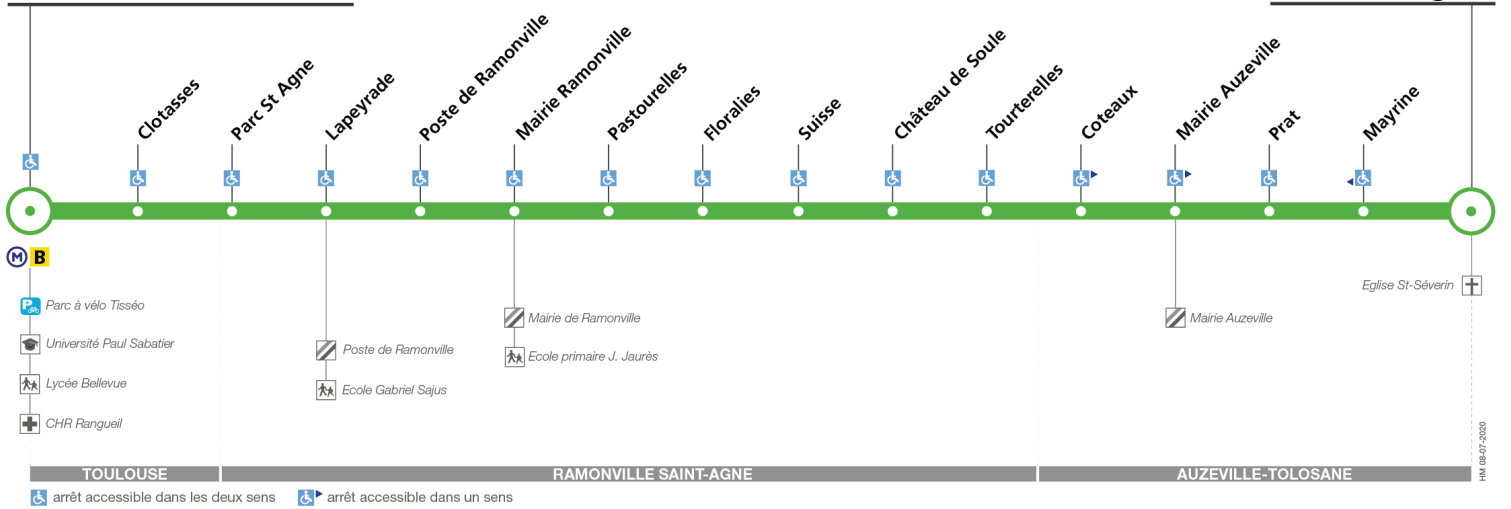 Clotasses
Parc St Agne
Lapeyrade
Poste de Ramonville
Mairie Ramonville
Pastourelles
Floralies
Suisse
Château de Soule
Tourterelles
Coteaux
Mairie Auzeville
Prat
Mayrine
M B
Parc à vélo Tisséo
Université Paul Sabatier
Lycée Bellevue
CHR Rangueil
Poste de Ramonville
Ecole Gabriel Sajus
Mairie de Ramonville
Ecole primaire J. Jaurès
Mairie Auzeville
Eglise St-Séverin
HM 08-07-2020
TOULOUSE
RAMONVILLE SAINT-AGNE
AUZEVILLE-TOLOSANE
arrêt accessible dans les deux sens
arrêt accessible dans un sens